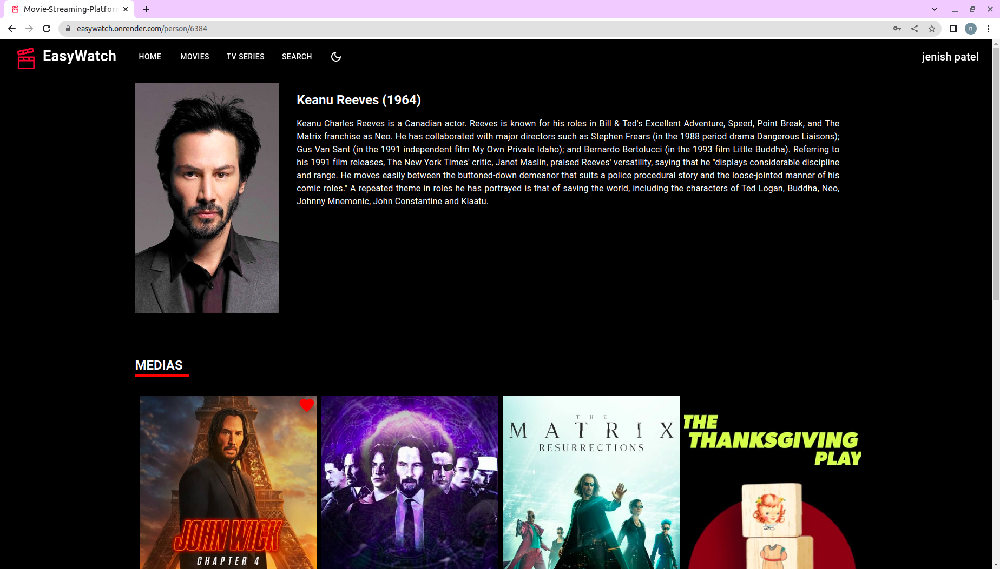 Movie-Streaming-Platform
easywatch.onrender.com/person/6384
n
EasyWatch
HOME
MOVIES
TV SERIES
SEARCH
jenish patel
Keanu Reeves (1964)
Keanu Charles Reeves is a Canadian actor. Reeves is known for his roles in Bill & Ted's Excellent Adventure, Speed, Point Break, and The
Matrix franchise as Neo. He has collaborated with major directors such as Stephen Frears (in the 1988 period drama Dangerous Liaisons);
Gus Van Sant (in the 1991 independent film My Own Private Idaho); and Bernardo Bertolucci (in the 1993 film Little Buddha). Referring to
his 1991 film releases, The New York Times' critic, Janet Maslin, praised Reeves' versatility, saying that he "displays considerable discipline
and range. He moves easily between the buttoned-down demeanor that suits a police procedural story and the loose-jointed manner of his
comic roles." A repeated theme in roles he has portrayed is that of saving the world, including the characters of Ted Logan, Buddha, Neo,
Johnny Mnemonic, John Constantine and Klaatu.
MEDIAS
JOHN WICK
CHAPTER 4
THE
MATRIX
RESURRECTIONS
THE
THANKSGIVING
PLAY